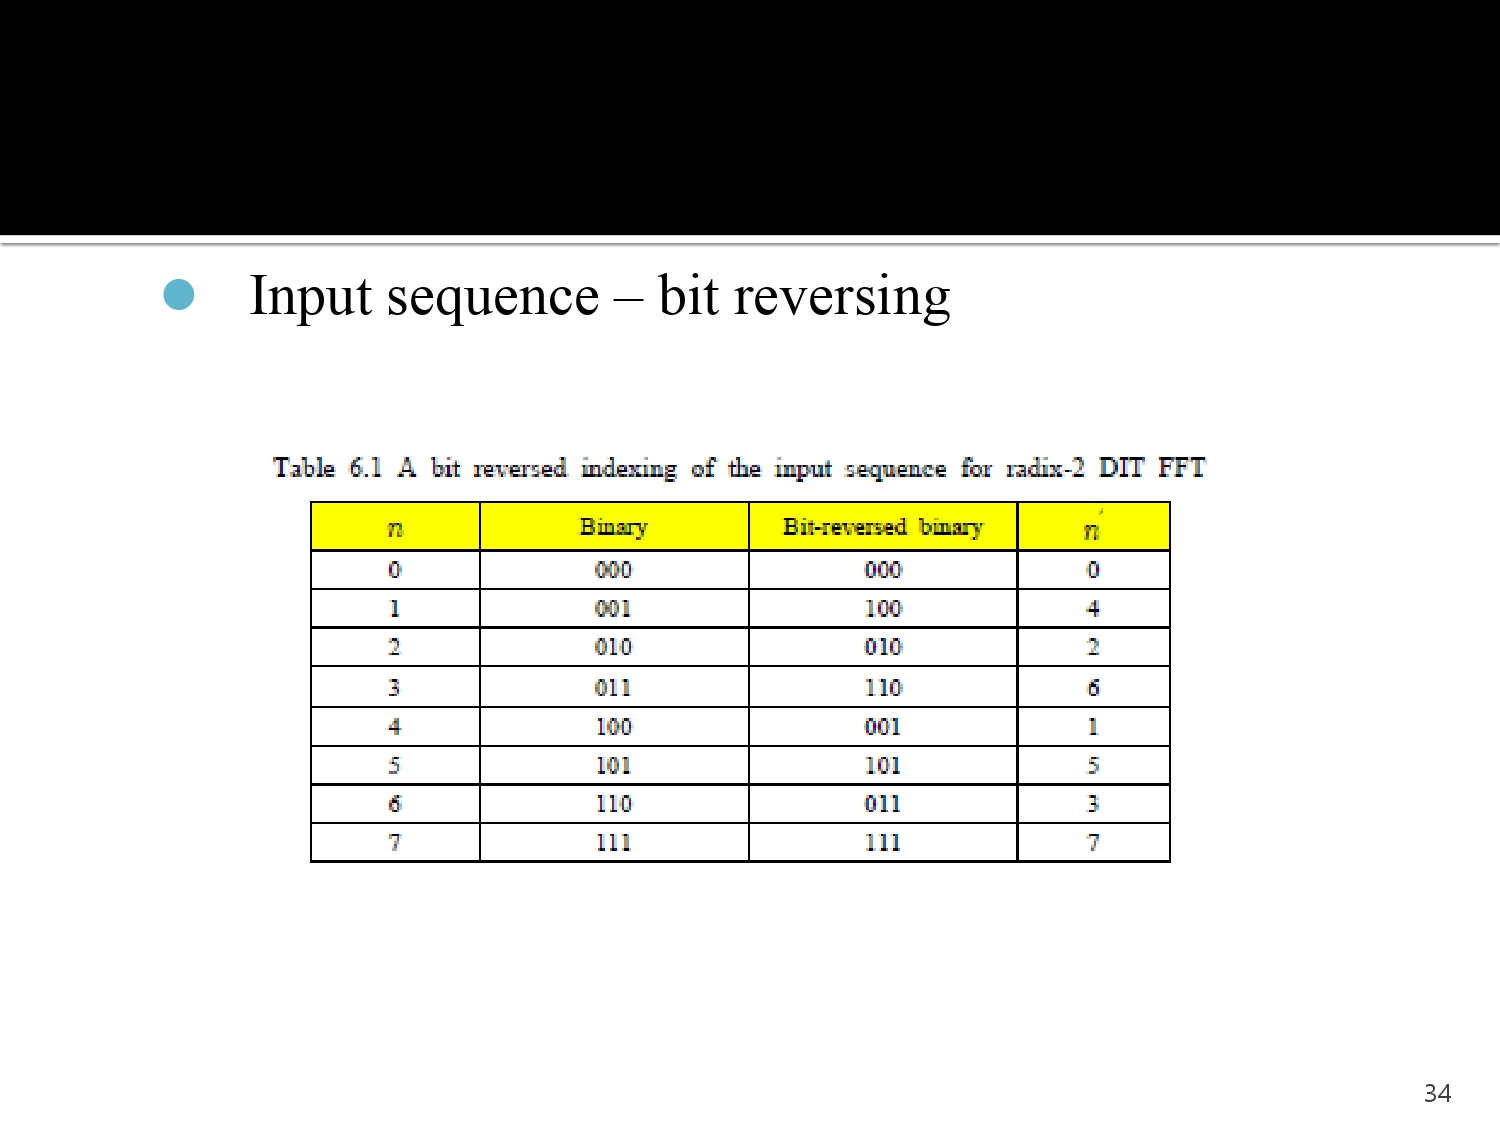 Input sequence – bit reversing
Table 6.1 A bit reversed indexing of the input sequence for radix-2 DIT FFT
n Binary Bit-reversed binary n′
0 000 000 0
1 001 100 4
2 010 010 2
3 011 110 6
4 100 001 1
5 101 101 5
6 110 011 3
7 111 111 7
34